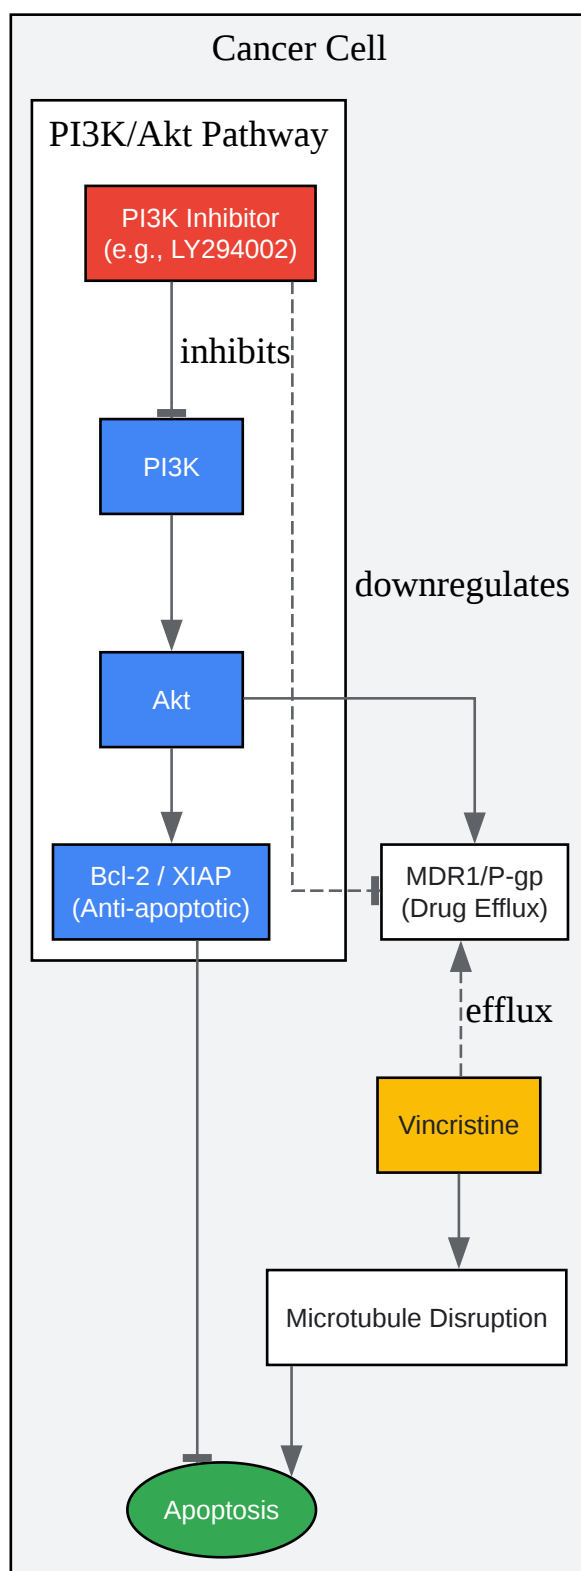 Cancer Cell
PI3K/Akt Pathway
PI3K Inhibitor
(e.g., LY294002)
inhibits
PI3K
downregulates
Akt
Bcl-2 / XIAP
(Anti-apoptotic)
MDR1/P-gp
(Drug Efflux)
efflux
Vincristine
Microtubule Disruption
Apoptosis